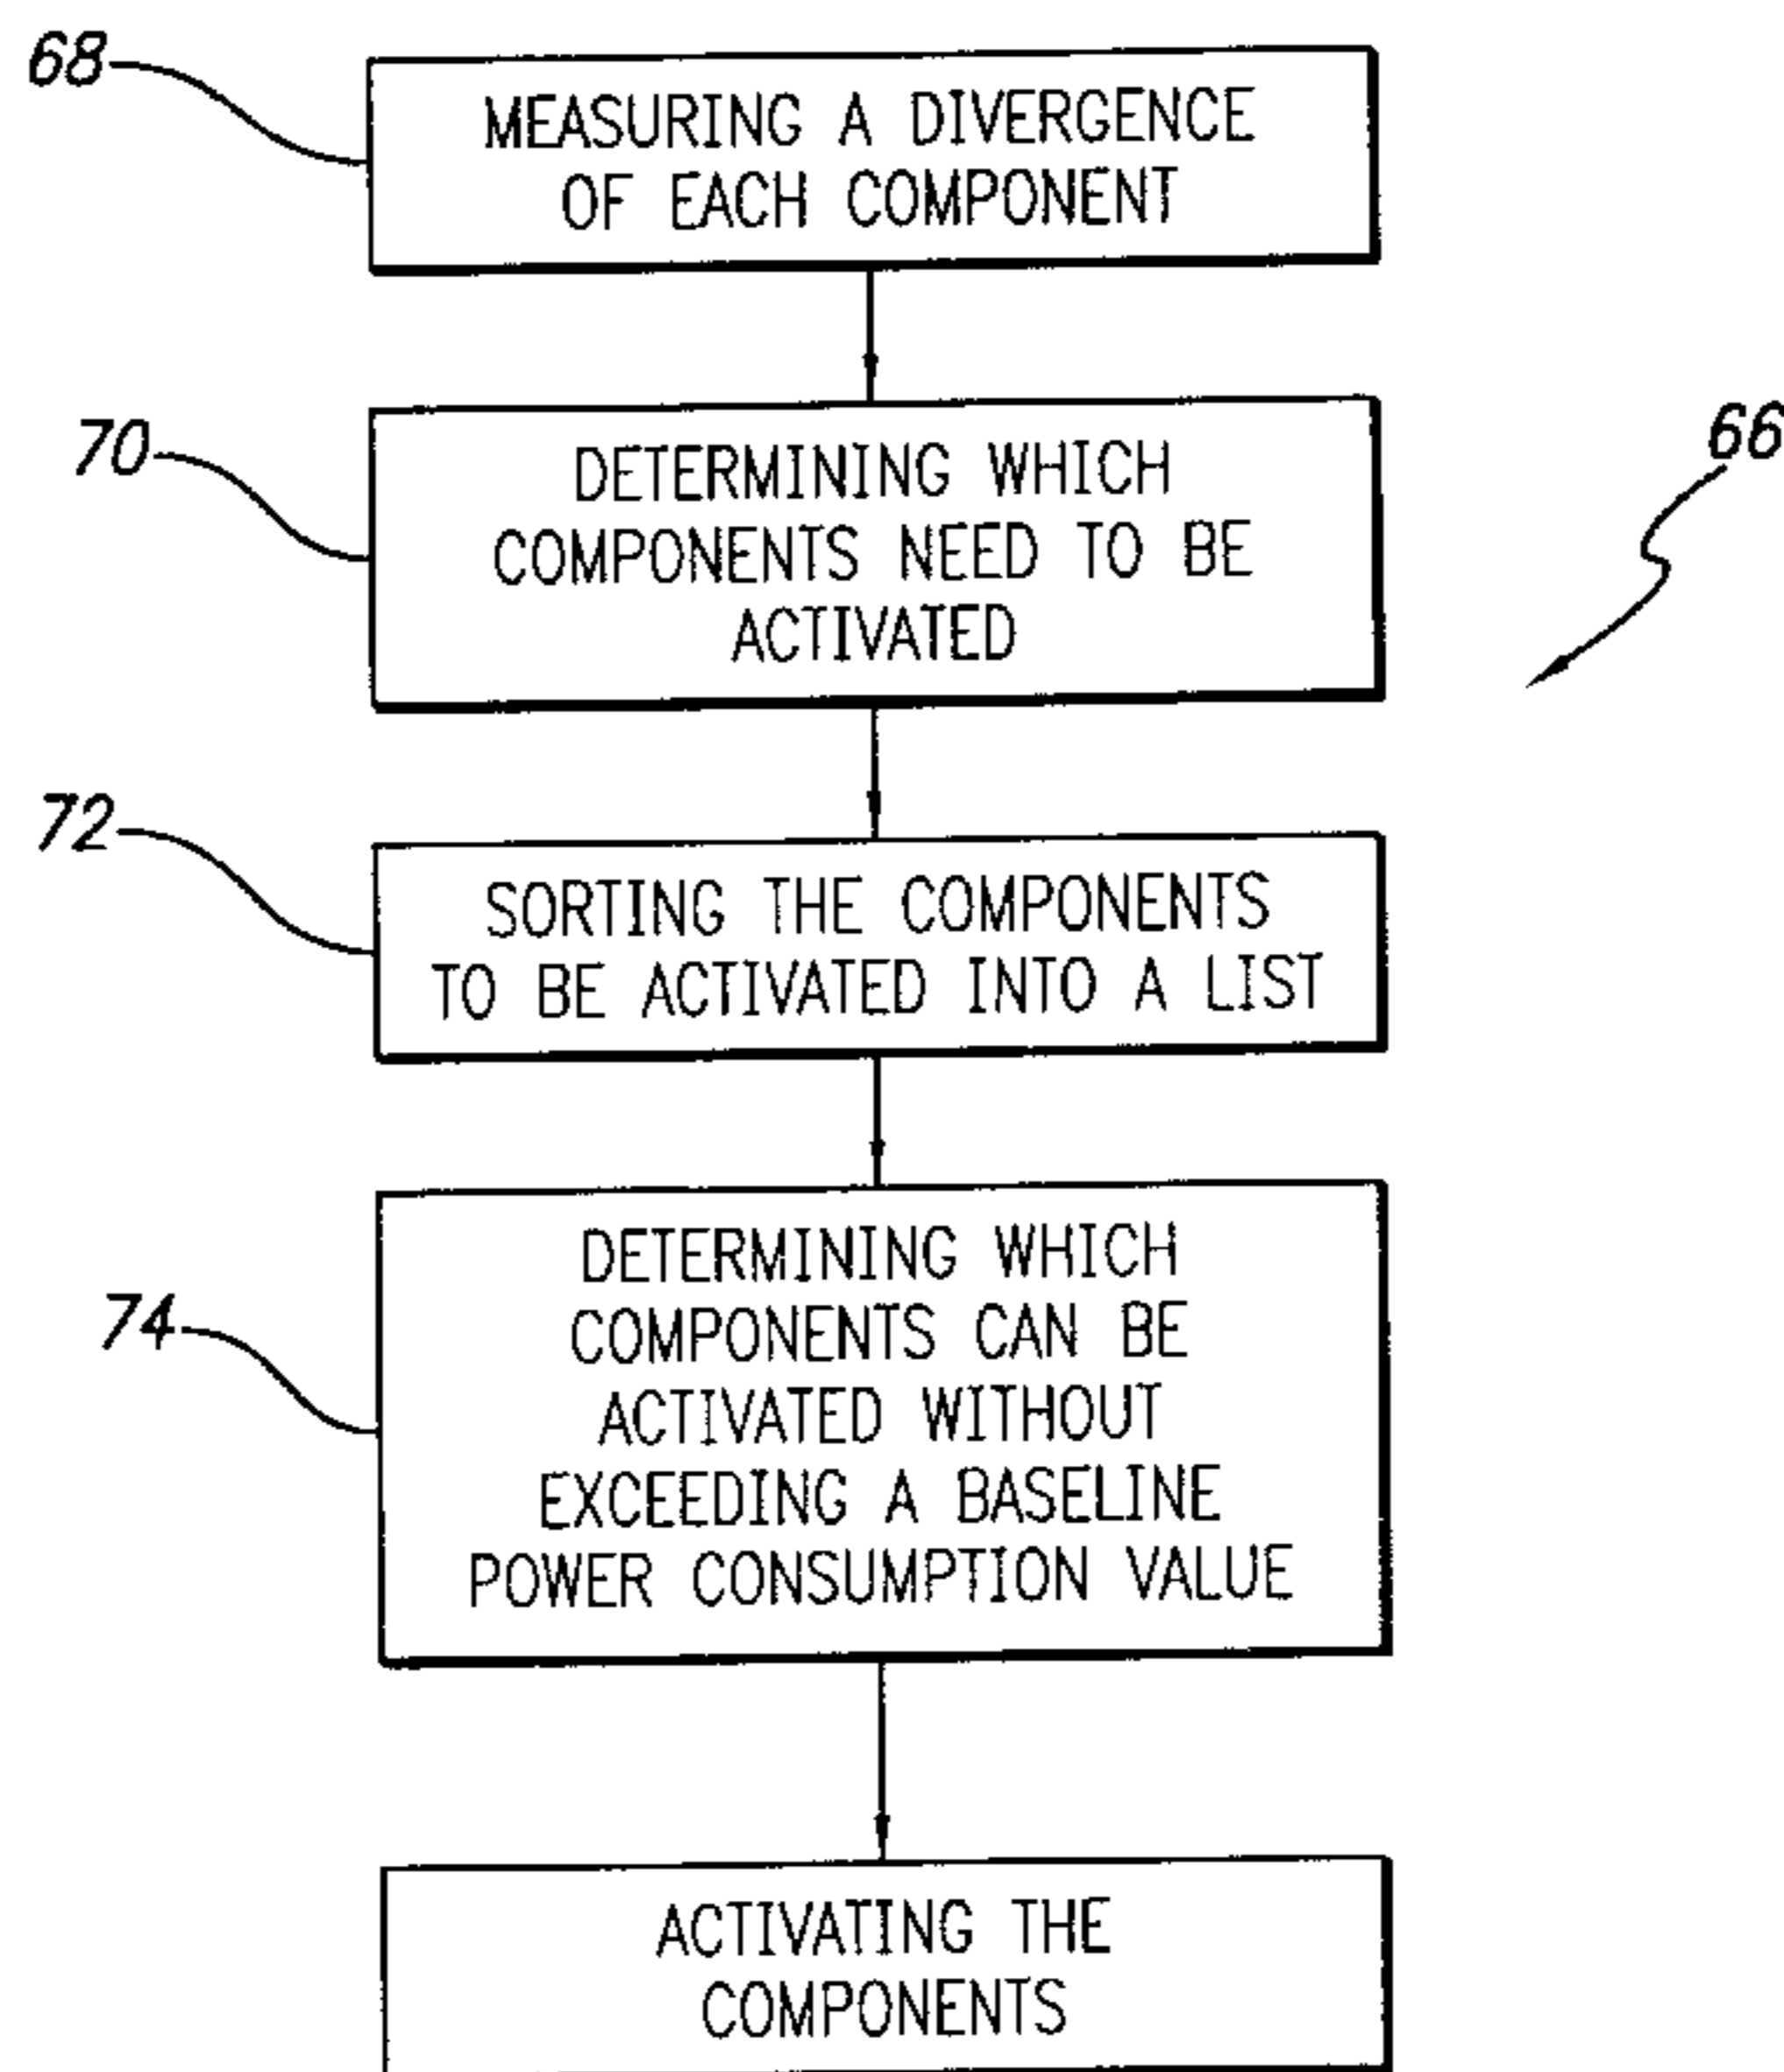 68
MEASURING A DIVERGENCE
OF EACH COMPONENT
70
66
DETERMINING WHICH
COMPONENTS NEED TO BE
ACTIVATED
72
SORTING THE COMPONENTS
TO BE ACTIVATED INTO A LIST
74
DETERMINING WHICH
COMPONENTS CAN BE
ACTIVATED WITHOUT
EXCEEDING A BASELINE
POWER CONSUMPTION VALUE
ACTIVATING THE
COMPONENTS